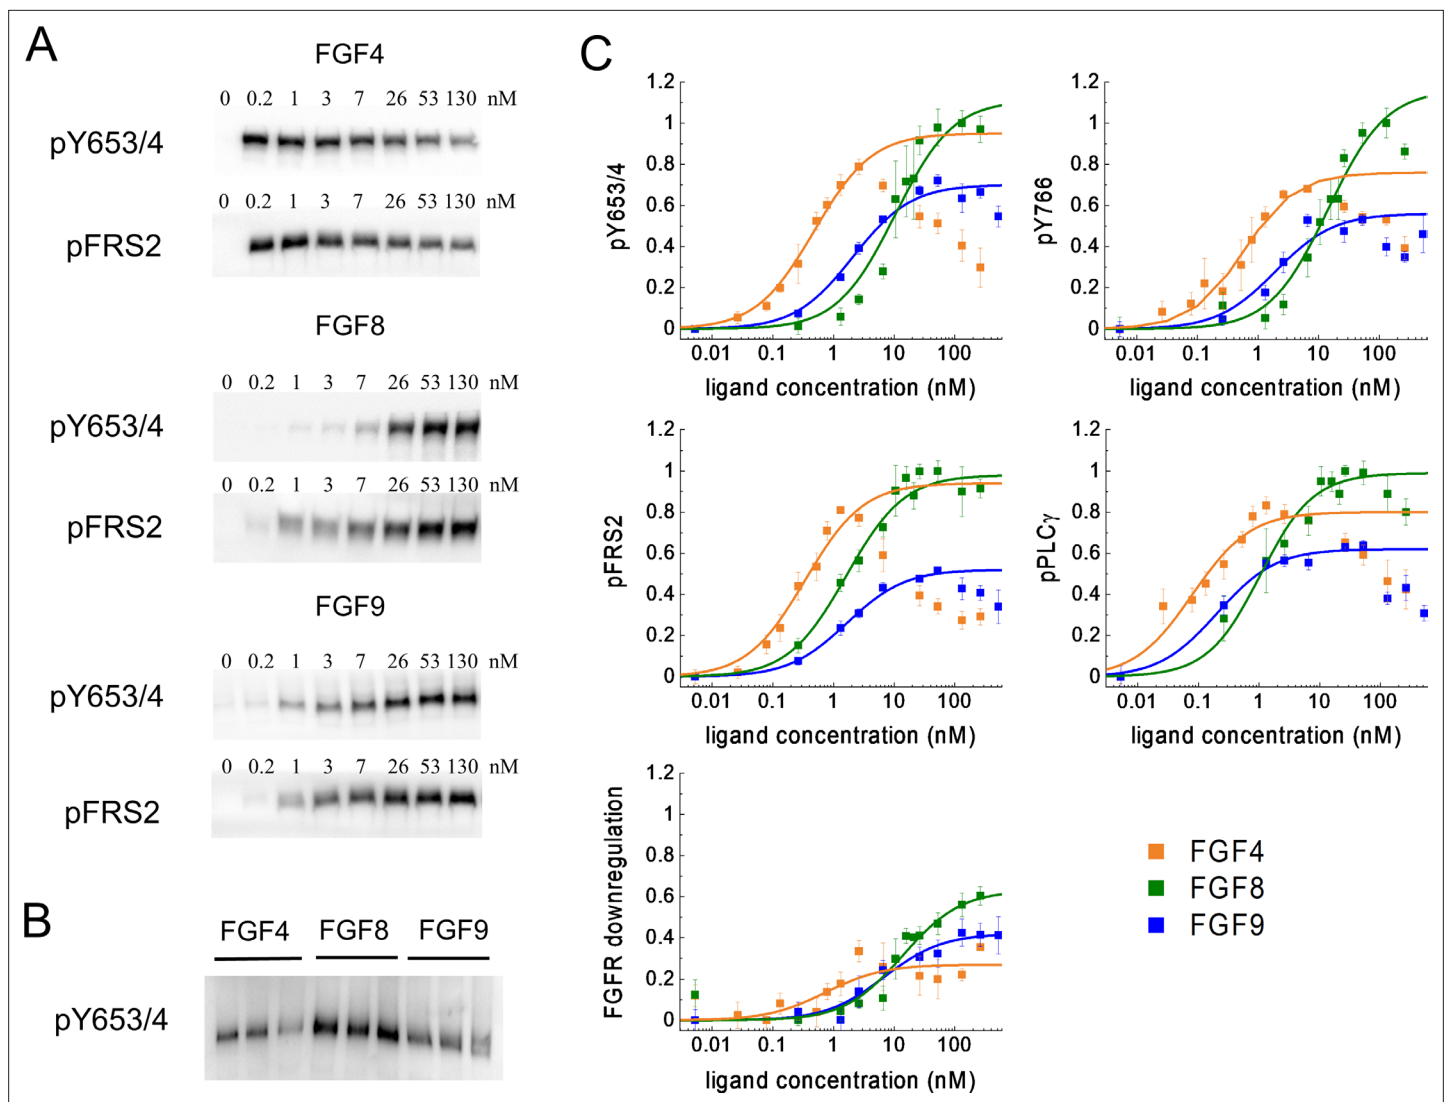 A
FGF4
0 0.2 1 3 7 26 53 130 nM
pY653/4
0 0.2 1 3 7 26 53 130 nM
pFRS2
FGF8
0 0.2 1 3 7 26 53 130 nM
pY653/4
0 0.2 1 3 7 26 53 130 nM
pFRS2
FGF9
0 0.2 1 3 7 26 53 130 nM
pY653/4
0 0.2 1 3 7 26 53 130 nM
pFRS2
B
FGF4 FGF8 FGF9
pY653/4
C
pY653/4
1.2
1
0.8
0.6
0.4
0.2
0
0.01 0.1 1 10 100
ligand concentration (nM)
pY766
1.2
1
0.8
0.6
0.4
0.2
0
0.01 0.1 1 10 100
ligand concentration (nM)
pFRS2
1.2
1
0.8
0.6
0.4
0.2
0
0.01 0.1 1 10 100
ligand concentration (nM)
pPLCγ
1.2
1
0.8
0.6
0.4
0.2
0
0.01 0.1 1 10 100
ligand concentration (nM)
FGFR downregulation
1.2
1
0.8
0.6
0.4
0.2
0
0.01 0.1 1 10 100
ligand concentration (nM)
FGF4
FGF8
FGF9